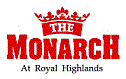 THE
MONARCH
At Royal Highlands